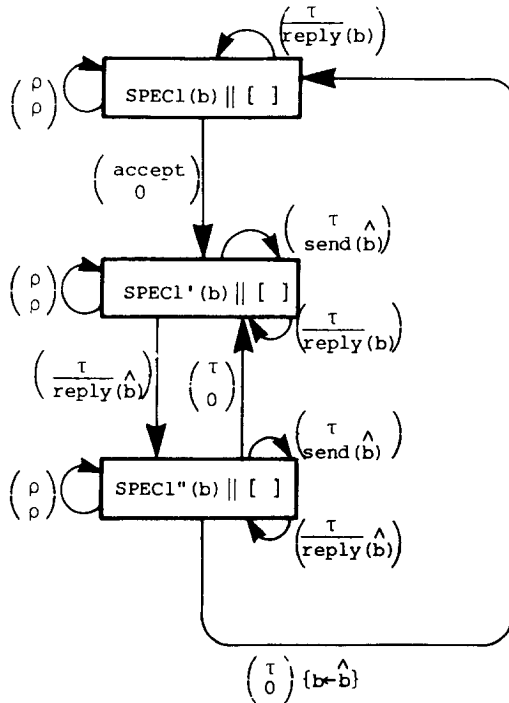 ( τ / reply(b) )
( ρ / ρ )
SPEC1(b) || [ ]
( accept / 0 )
( τ / send(b̂) )
( ρ / ρ )
SPEC1'(b) || [ ]
( τ / reply(b) )
( τ / reply(b̂) )
( τ / 0 )
( τ / send(b̂) )
( ρ / ρ )
SPEC1"(b) || [ ]
( τ / reply(b̂) )
( τ / 0 ) {b←b̂}